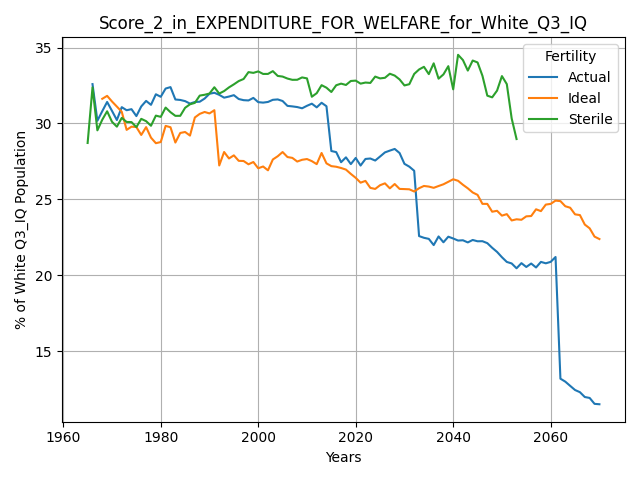 Score_2_in_EXPENDITURE_FOR_WELFARE_for_White_Q3_IQ
Fertility
Actual
Ideal
Sterile
% of White Q3_IQ Population
35
30
25
20
15
1960
1980
2000
2020
2040
2060
Years